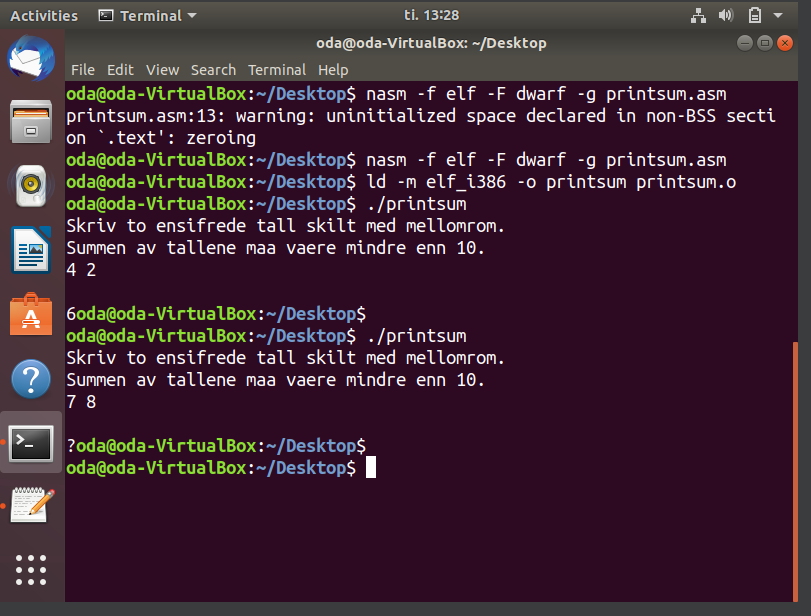 Activities Terminal ti. 13:28
oda@oda-VirtualBox: ~/Desktop
File Edit View Search Terminal Help
oda@oda-VirtualBox:~/Desktop$ nasm -f elf -F dwarf -g printsum.asm
printsum.asm:13: warning: uninitialized space declared in non-BSS secti
on `.text': zeroing
oda@oda-VirtualBox:~/Desktop$ nasm -f elf -F dwarf -g printsum.asm
oda@oda-VirtualBox:~/Desktop$ ld -m elf_i386 -o printsum printsum.o
oda@oda-VirtualBox:~/Desktop$ ./printsum
Skriv to ensifrede tall skilt med mellomrom.
Summen av tallene maa vaere mindre enn 10.
4 2
6oda@oda-VirtualBox:~/Desktop$
oda@oda-VirtualBox:~/Desktop$ ./printsum
Skriv to ensifrede tall skilt med mellomrom.
Summen av tallene maa vaere mindre enn 10.
7 8
?oda@oda-VirtualBox:~/Desktop$
oda@oda-VirtualBox:~/Desktop$